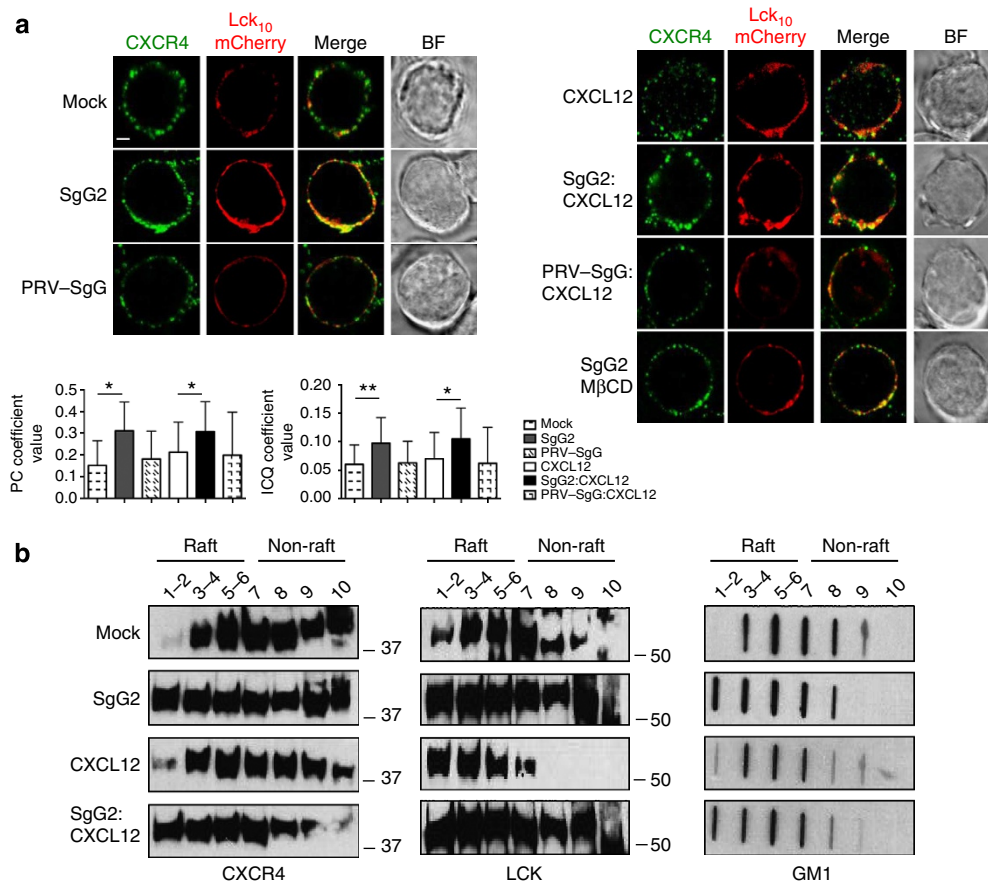 a
CXCR4 Lck10 mCherry Merge BF
Mock
SgG2
PRV–SgG
CXCR4 Lck10 mCherry Merge BF
CXCL12
SgG2: CXCL12
PRV–SgG: CXCL12
SgG2 MβCD
PC coefficient value
0.5
0.4
0.3
0.2
0.1
0.0
* *
ICQ coefficient value
0.20
0.15
0.10
0.05
0.00
** *
Mock
SgG2
PRV–SgG
CXCL12
SgG2:CXCL12
PRV–SgG:CXCL12
b
Raft Non-raft
1–2 3–4 5–6 7 8 9 10
Mock
– 37
SgG2
– 37
CXCL12
– 37
SgG2: CXCL12
– 37
CXCR4
Raft Non-raft
1–2 3–4 5–6 7 8 9 10
– 50
– 50
– 50
– 50
LCK
Raft Non-raft
1–2 3–4 5–6 7 8 9 10
GM1